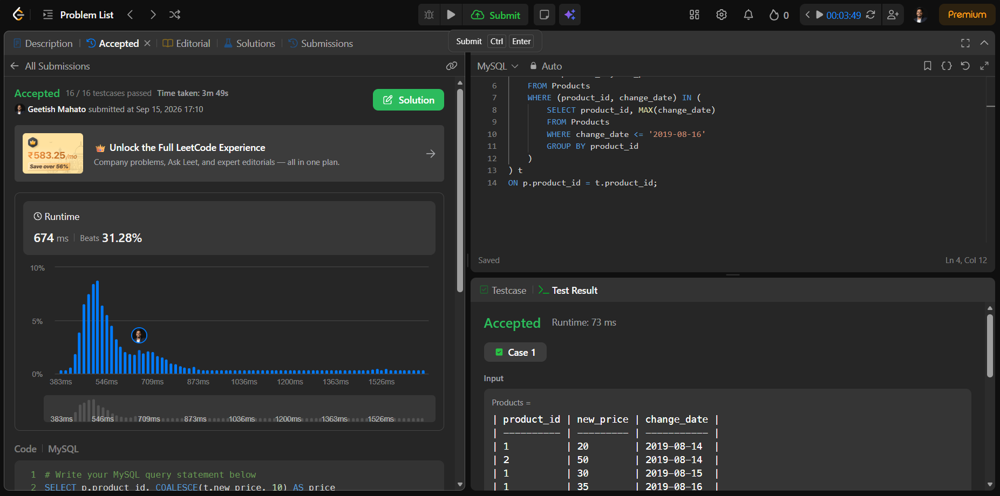 Problem List
Submit
0
00:03:49
Premium
Description
Accepted
Editorial
Solutions
Submissions
Submit Ctrl Enter
All Submissions
Accepted 16 / 16 testcases passed Time taken: 3m 49s
Geetish Mahato submitted at Sep 15, 2026 17:10
Solution
₹583.25/mo
Save over 56%
Unlock the Full LeetCode Experience
Company problems, Ask Leet, and expert editorials — all in one plan.
Runtime
674 ms Beats 31.28%
10%
5%
0%
383ms 546ms 709ms 873ms 1036ms 1200ms 1363ms 1526ms
383ms 546ms 709ms 873ms 1036ms 1200ms 1363ms 1526ms
Code MySQL
1 # Write your MySQL query statement below
2 SELECT p.product_id, COALESCE(t.new_price, 10) AS price
MySQL Auto
6 FROM Products
7 WHERE (product_id, change_date) IN (
8 SELECT product_id, MAX(change_date)
9 FROM Products
10 WHERE change_date <= '2019-08-16'
11 GROUP BY product_id
12 )
13 ) t
14 ON p.product_id = t.product_id;
Saved
Ln 4, Col 12
Testcase
Test Result
Accepted Runtime: 73 ms
Case 1
Input
Products =
| product_id | new_price | change_date |
| ---------- | --------- | ----------- |
| 1 | 20 | 2019-08-14 |
| 2 | 50 | 2019-08-14 |
| 1 | 30 | 2019-08-15 |
| 1 | 35 | 2019-08-16 |